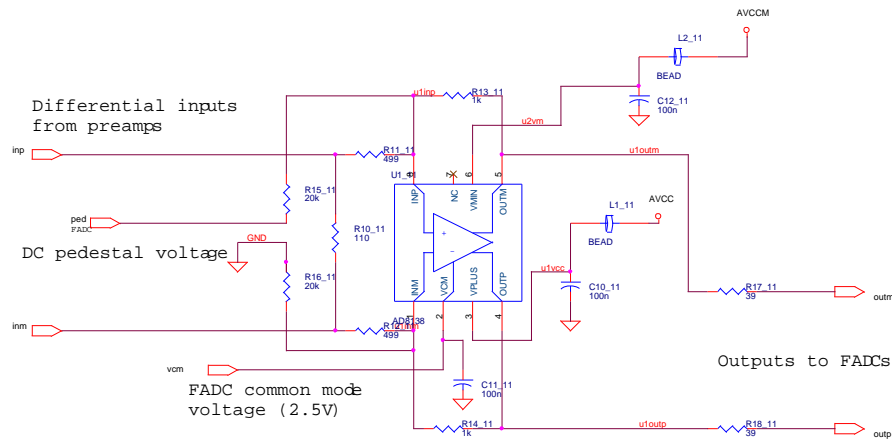 AVCCM
L2_11
BEAD
C12_11
100n
u1inp
R13_11
1k
u2vm
Differential inputs
from preamps
inp
R11_11
499
u1outm
8
7
6
5
INP
NC
VMIN
OUTM
R15_11
20k
ped
FADC
R10_11
110
AVCC
L1_11
BEAD
GND
DC pedestal voltage
+
−
u1vcc
C10_11
100n
R16_11
20k
INM
VCM
VPLUS
OUTP
R17_11
39
outm
inm
AD8138
499
1
2
3
4
vcm
C11_11
100n
FADC common mode
voltage (2.5V)
Outputs to FADCs
R14_11
1k
u1outp
R18_11
39
outp